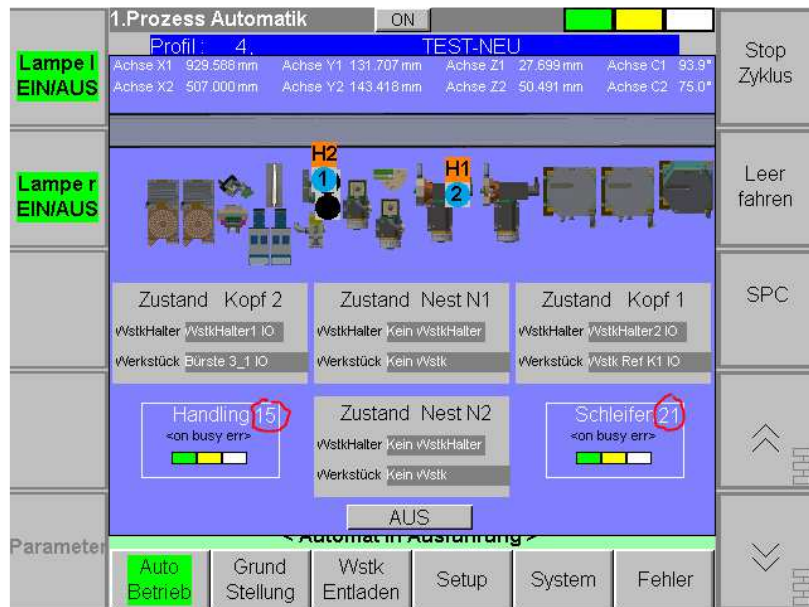 1.Prozess Automatik ON
Profil : 4. TEST-NEU
Achse X1 929.588 mm Achse Y1 131.707 mm Achse Z1 27.699 mm Achse C1 93.9°
Achse X2 507.000 mm Achse Y2 143.418 mm Achse Z2 50.491 mm Achse C2 75.0°
Lampe l
EIN/AUS
Stop
Zyklus
H2
1
H1
2
Lampe r
EIN/AUS
Leer
fahren
SPC
Zustand Kopf 2
WstkHalter WstkHalter1 IO
Werkstück Bürste 3_1 IO
Zustand Nest N1
WstkHalter Kein WstkHalter
Werkstück Kein Wstk
Zustand Kopf 1
WstkHalter WstkHalter2 IO
Werkstück Wstk Ref K1 IO
Handling 15
<on busy err>
Zustand Nest N2
WstkHalter Kein WstkHalter
Werkstück Kein Wstk
Schleifer 21
<on busy err>
AUS
Parameter
< Automat in Ausführung >
Auto
Betrieb
Grund
Stellung
Wstk
Entladen
Setup
System
Fehler